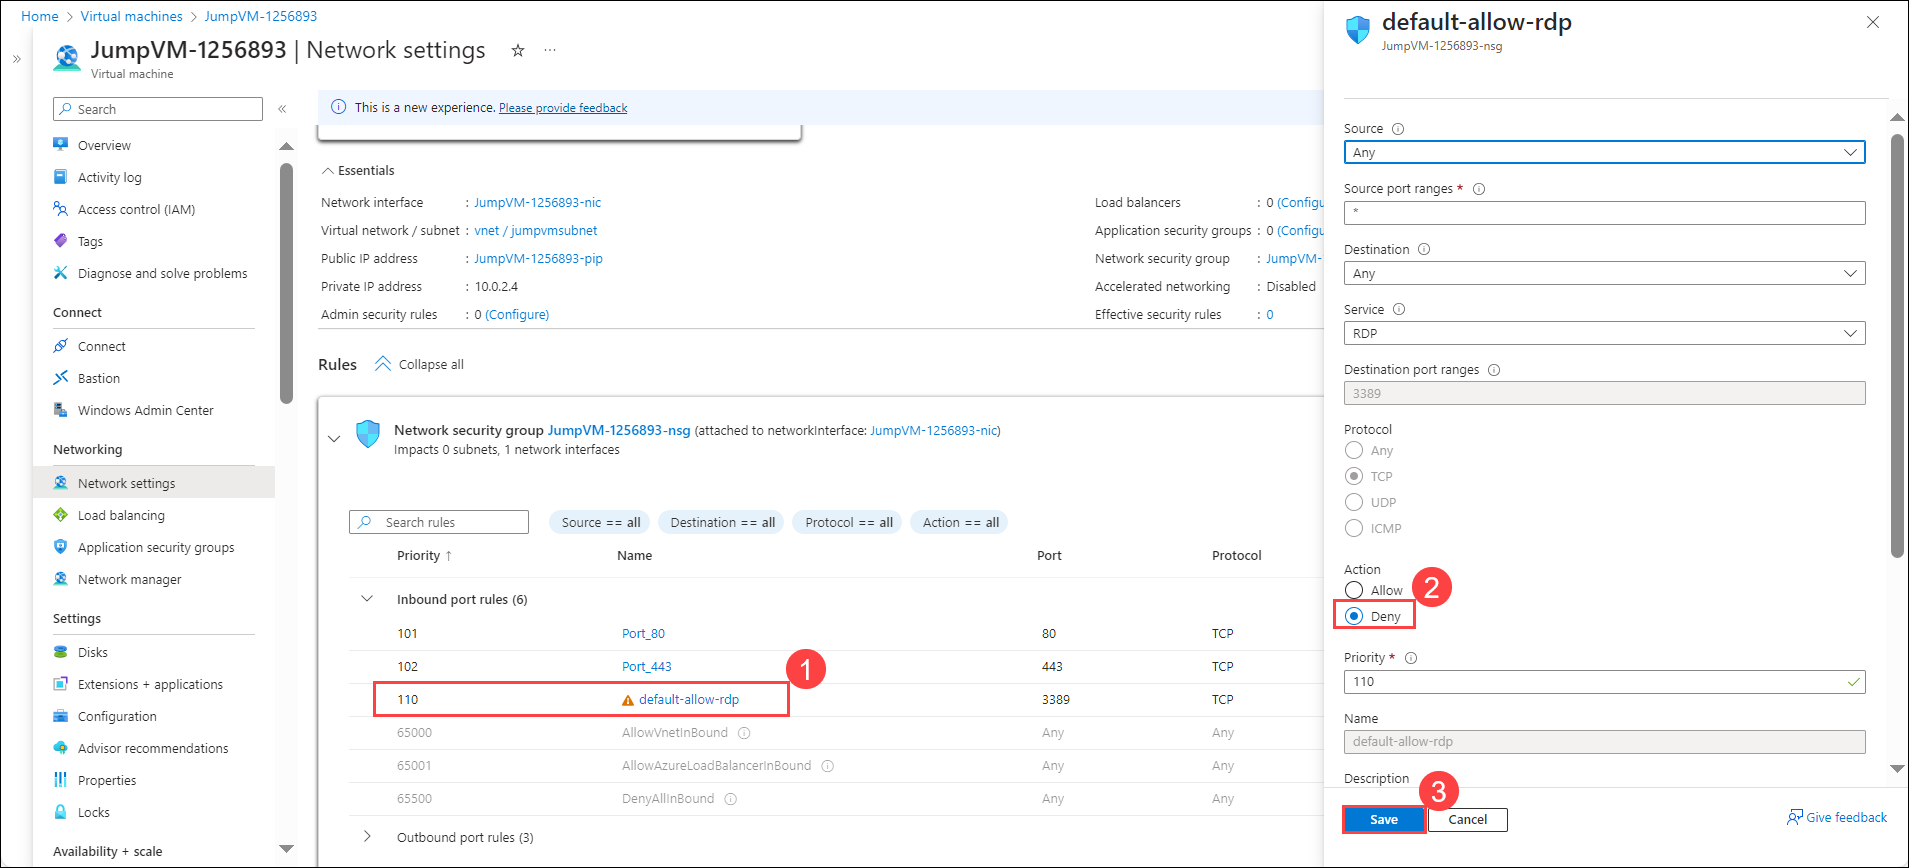 Home > Virtual machines > JumpVM-1256893
JumpVM-1256893 | Network settings
Virtual machine
Search
Overview
Activity log
Access control (IAM)
Tags
Diagnose and solve problems
Connect
Connect
Bastion
Windows Admin Center
Networking
Network settings
Load balancing
Application security groups
Network manager
Settings
Disks
Extensions + applications
Configuration
Advisor recommendations
Properties
Locks
Availability + scale
This is a new experience. Please provide feedback
Essentials
Network interface : JumpVM-1256893-nic
Virtual network / subnet : vnet / jumpvmsubnet
Public IP address : JumpVM-1256893-pip
Private IP address : 10.0.2.4
Admin security rules : 0 (Configure)
Load balancers : 0 (Configu
Application security groups : 0 (Configu
Network security group : JumpVM-
Accelerated networking : Disabled
Effective security rules : 0
Rules Collapse all
Network security group JumpVM-1256893-nsg (attached to networkInterface: JumpVM-1256893-nic)
Impacts 0 subnets, 1 network interfaces
Search rules Source == all Destination == all Protocol == all Action == all
Priority ↑ Name Port Protocol
Inbound port rules (6)
101 Port_80 80 TCP
102 Port_443 443 TCP
1
110 default-allow-rdp 3389 TCP
65000 AllowVnetInBound Any Any
65001 AllowAzureLoadBalancerInBound Any Any
65500 DenyAllInBound Any Any
Outbound port rules (3)
default-allow-rdp
JumpVM-1256893-nsg
Source
Any
Source port ranges *
*
Destination
Any
Service
RDP
Destination port ranges
3389
Protocol
Any
TCP
UDP
ICMP
Action
Allow
2
Deny
Priority *
110
Name
default-allow-rdp
Description
3
Save Cancel Give feedback